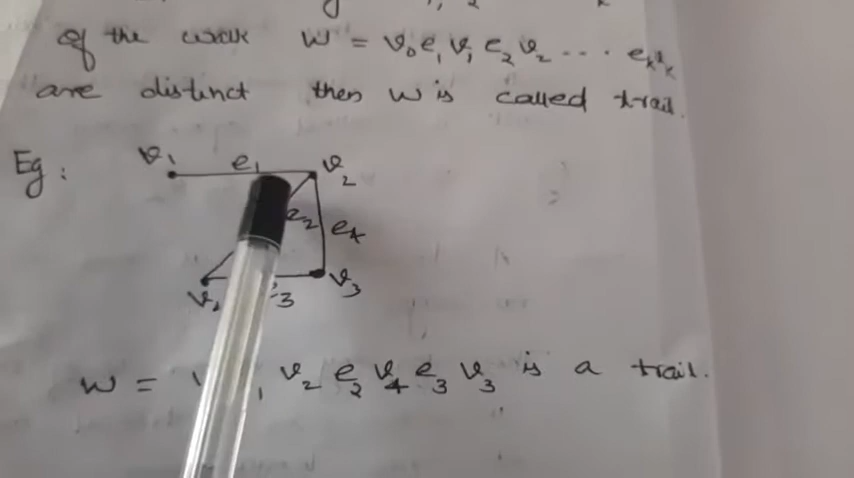 of the walk W = v₀e₁v₁e₂v₂ .... eₖvₖ
are distinct then W is called trail.
Eg:
v₁ e₁ v₂
e₂ e₄
v₃
W = v₂ e₂ v₄ e₃ v₃ is a trail.